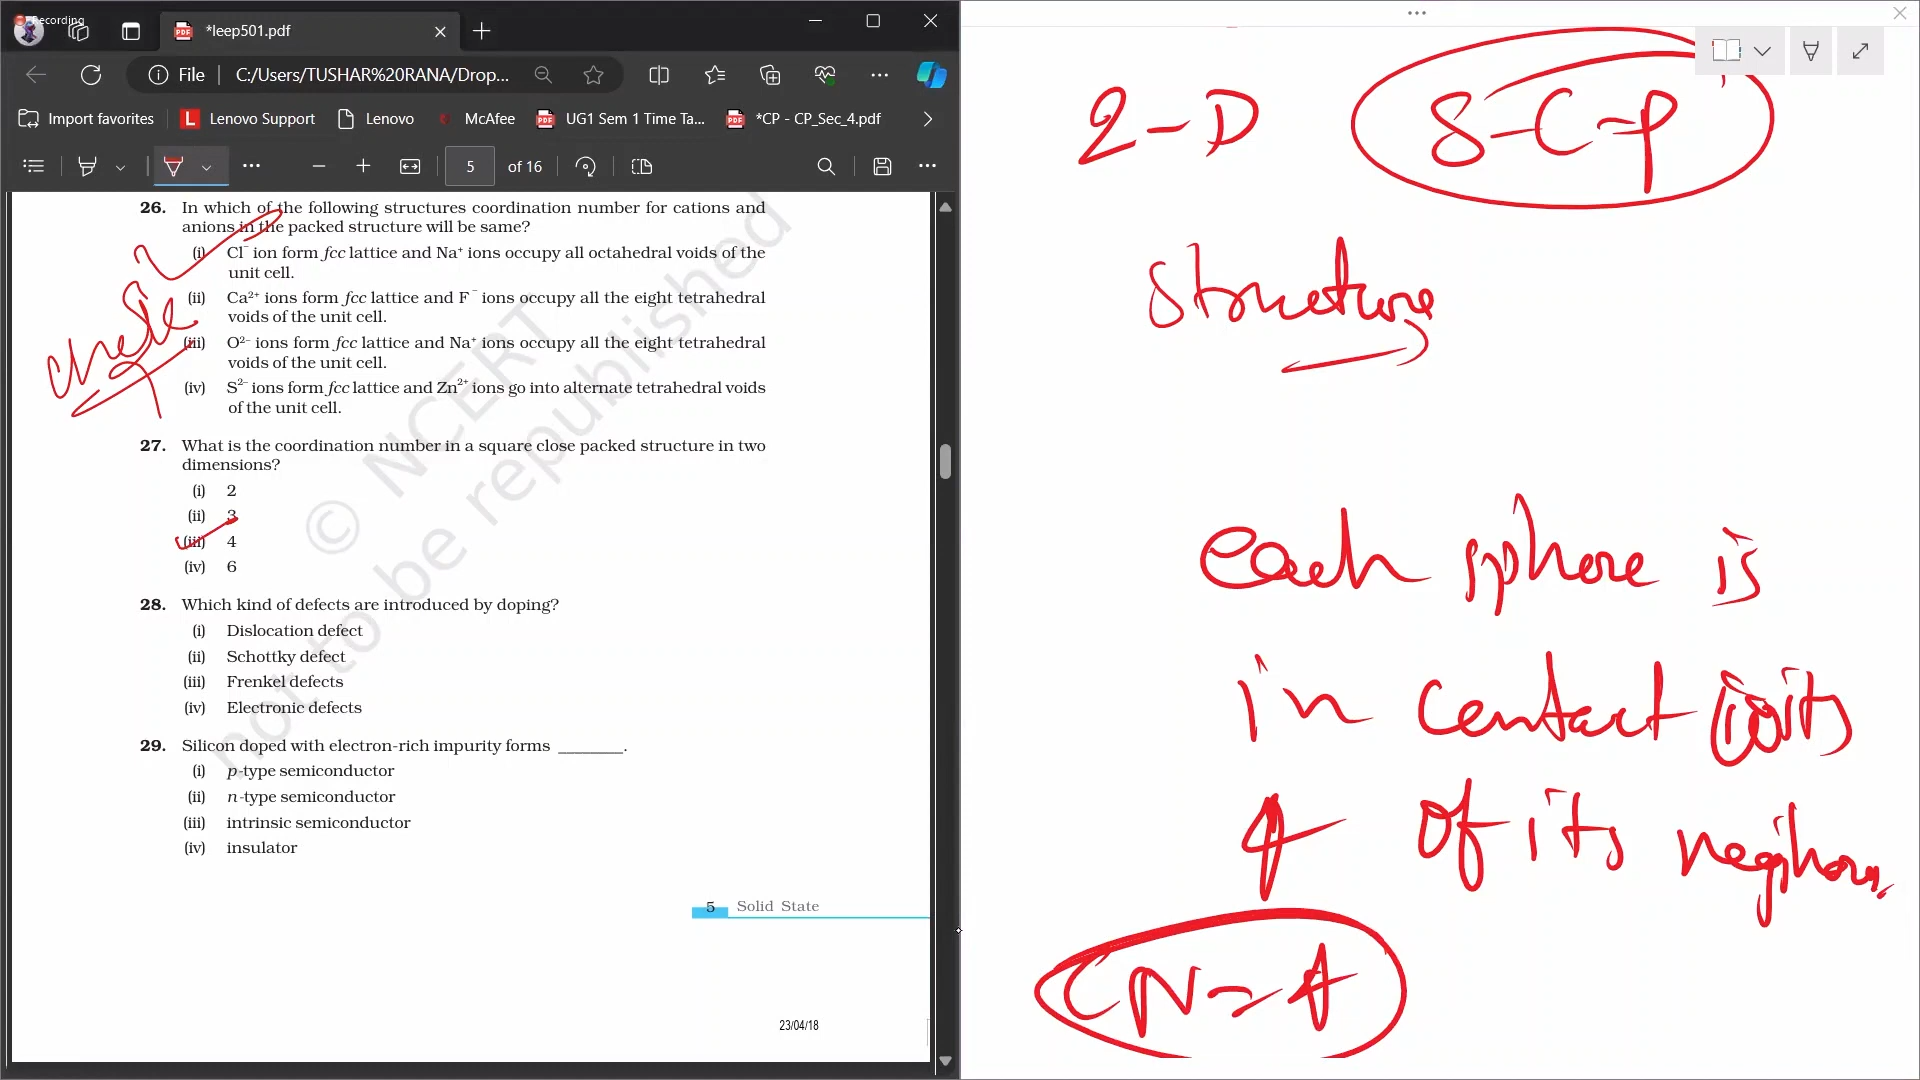 Recording
*leep501.pdf
File
C:/Users/TUSHAR%20RANA/Drop...
Import favorites
Lenovo Support
Lenovo
McAfee
UG1 Sem 1 Time Ta...
*CP - CP_Sec_4.pdf
5 of 16
26. In which of the following structures coordination number for cations and
anions in the packed structure will be same?
(i) Cl⁻ ion form fcc lattice and Na⁺ ions occupy all octahedral voids of the
unit cell.
(ii) Ca²⁺ ions form fcc lattice and F⁻ ions occupy all the eight tetrahedral
voids of the unit cell.
(iii) O²⁻ ions form fcc lattice and Na⁺ ions occupy all the eight tetrahedral
voids of the unit cell.
(iv) S²⁻ ions form fcc lattice and Zn²⁺ ions go into alternate tetrahedral voids
of the unit cell.
27. What is the coordination number in a square close packed structure in two
dimensions?
(i) 2
(ii) 3
(iii) 4
(iv) 6
28. Which kind of defects are introduced by doping?
(i) Dislocation defect
(ii) Schottky defect
(iii) Frenkel defects
(iv) Electronic defects
29. Silicon doped with electron-rich impurity forms ________.
(i) p-type semiconductor
(ii) n-type semiconductor
(iii) intrinsic semiconductor
(iv) insulator
5 Solid State
23/04/18
© NCERT
not to be republished
2-D S-C-P
structure
each sphere is
in contact
4 of its
CN=4